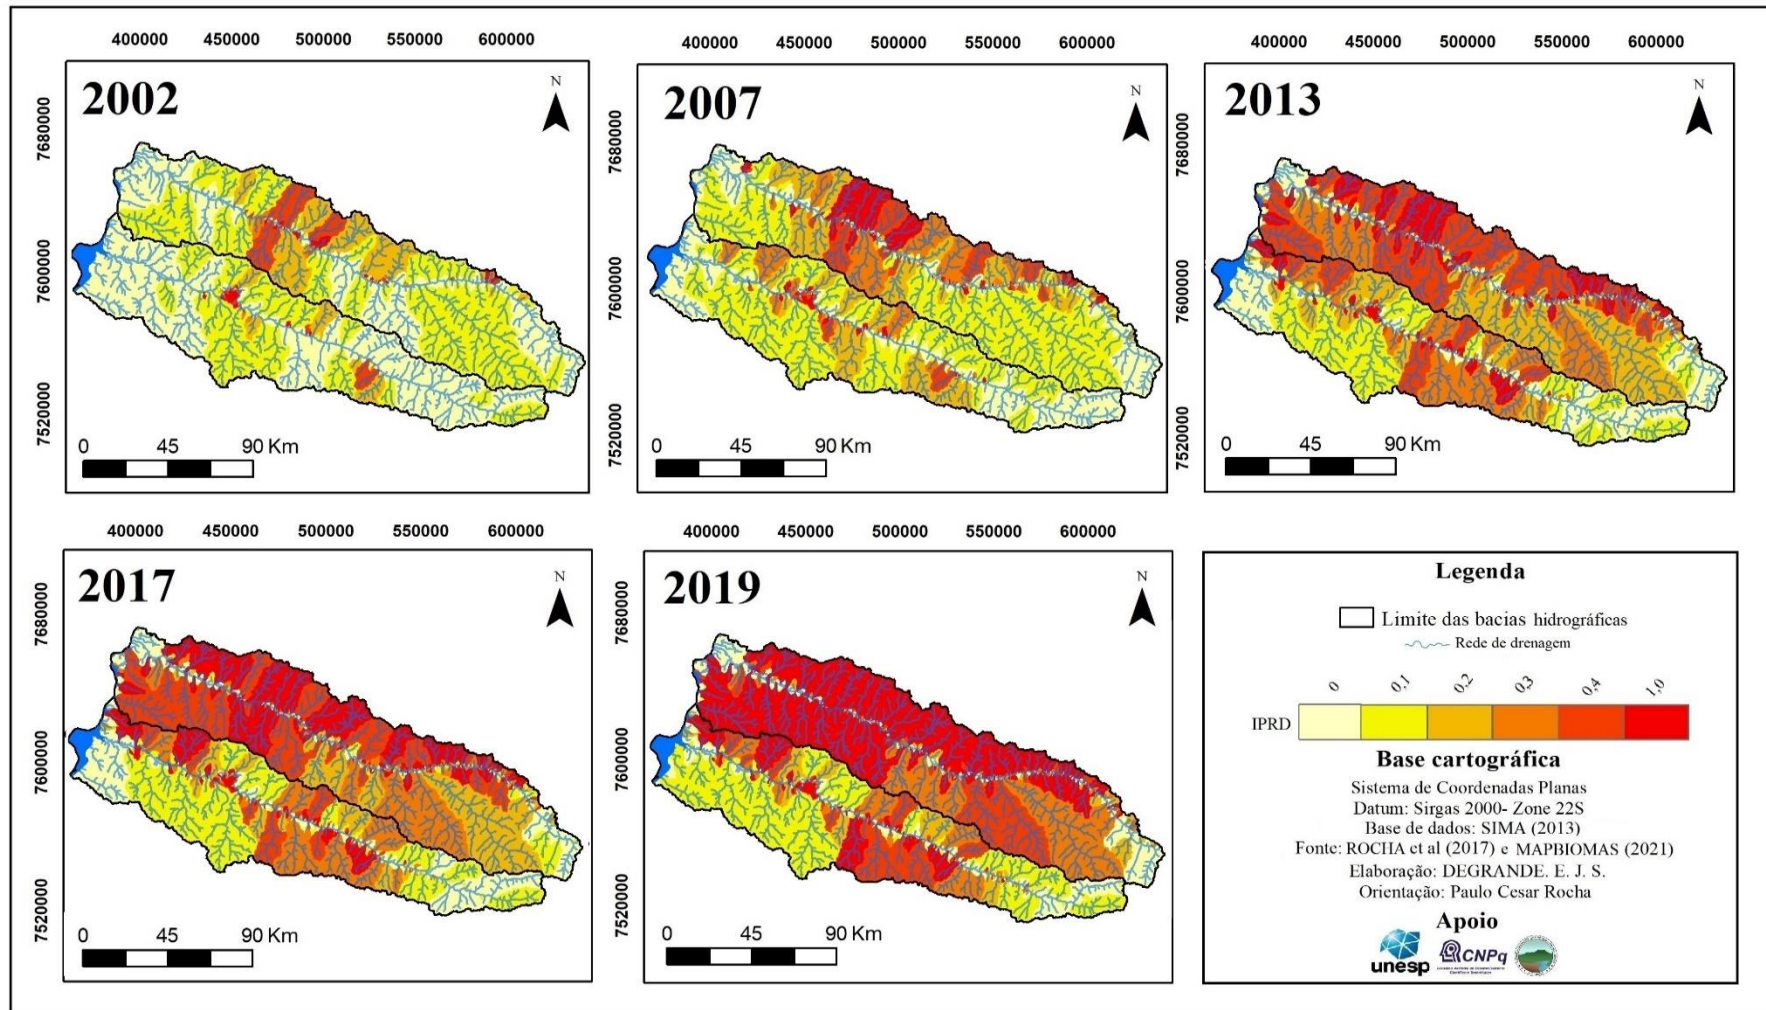 400000 450000 500000 550000 600000
2002
N
7680000
7600000
7520000
0 45 90 Km
400000 450000 500000 550000 600000
2007
N
7680000
7600000
7520000
0 45 90 Km
400000 450000 500000 550000 600000
2013
N
7680000
7600000
7520000
0 45 90 Km
400000 450000 500000 550000 600000
2017
N
7680000
7600000
7520000
0 45 90 Km
400000 450000 500000 550000 600000
2019
N
7680000
7600000
7520000
0 45 90 Km
Legenda
Limite das bacias hidrográficas
Rede de drenagem
0 0,1 0,2 0,3 0,4 1,0
IPRD
Base cartográfica
Sistema de Coordenadas Planas
Datum: Sirgas 2000- Zone 22S
Base de dados: SIMA (2013)
Fonte: ROCHA et al (2017) e MAPBIOMAS (2021)
Elaboração: DEGRANDE. E. J. S.
Orientação: Paulo Cesar Rocha
Apoio
unesp
CNPq